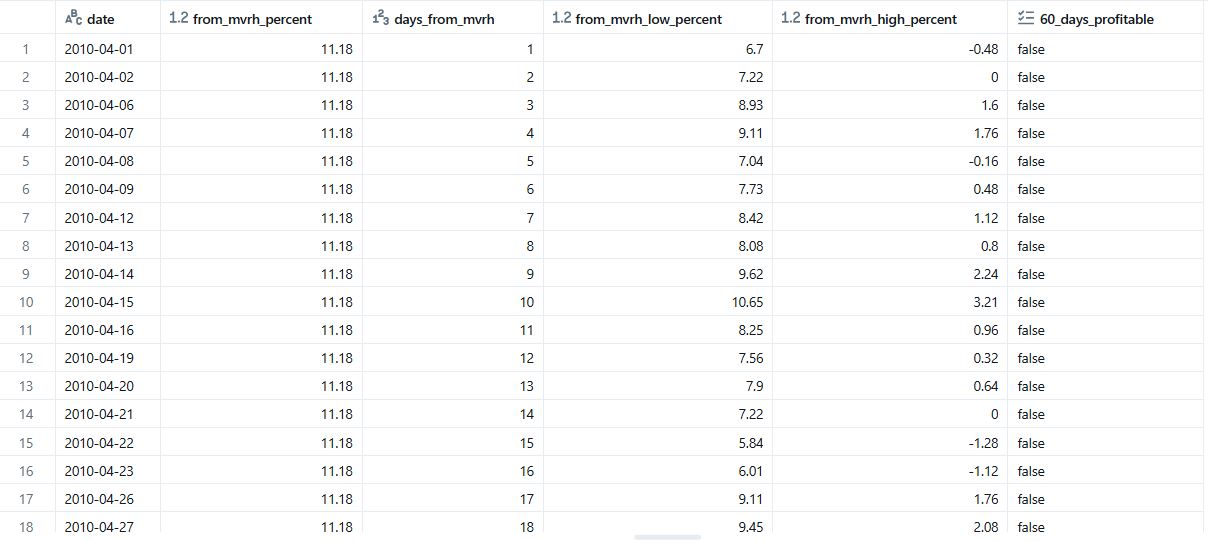 ABC date 1.2 from_mvrh_percent 123 days_from_mvrh 1.2 from_mvrh_low_percent 1.2 from_mvrh_high_percent 60_days_profitable
1 2010-04-01 11.18 1 6.7 -0.48 false
2 2010-04-02 11.18 2 7.22 0 false
3 2010-04-06 11.18 3 8.93 1.6 false
4 2010-04-07 11.18 4 9.11 1.76 false
5 2010-04-08 11.18 5 7.04 -0.16 false
6 2010-04-09 11.18 6 7.73 0.48 false
7 2010-04-12 11.18 7 8.42 1.12 false
8 2010-04-13 11.18 8 8.08 0.8 false
9 2010-04-14 11.18 9 9.62 2.24 false
10 2010-04-15 11.18 10 10.65 3.21 false
11 2010-04-16 11.18 11 8.25 0.96 false
12 2010-04-19 11.18 12 7.56 0.32 false
13 2010-04-20 11.18 13 7.9 0.64 false
14 2010-04-21 11.18 14 7.22 0 false
15 2010-04-22 11.18 15 5.84 -1.28 false
16 2010-04-23 11.18 16 6.01 -1.12 false
17 2010-04-26 11.18 17 9.11 1.76 false
18 2010-04-27 11.18 18 9.45 2.08 false